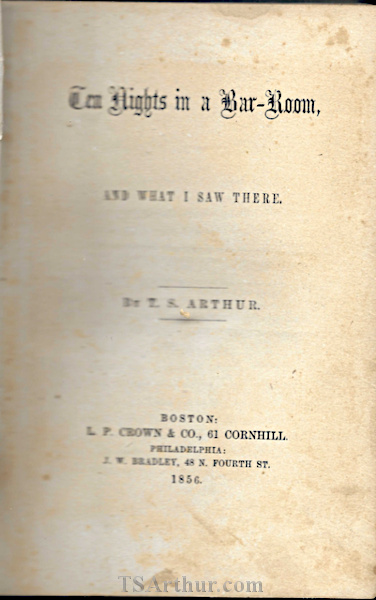 Ten Nights in a Bar-Room,
AND WHAT I SAW THERE.
BY T. S. ARTHUR.
BOSTON:
L. P. CROWN & CO., 61 CORNHILL.
PHILADELPHIA:
J. W. BRADLEY, 48 N. FOURTH ST.
1856.
TSArthur.com